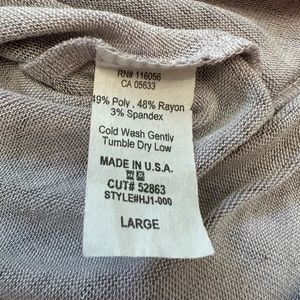 RN# 116056
CA 05633
49% Poly , 48% Rayon
3% Spandex
Cold Wash Gently
Tumble Dry Low
MADE IN U.S.A.
CUT# 52863
STYLE#HJ1-000
LARGE